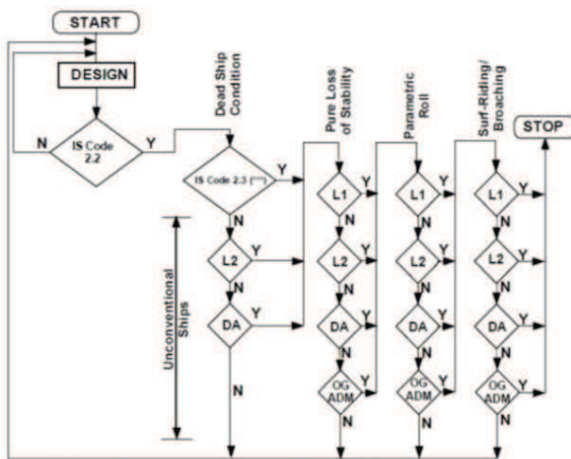 START
DESIGN
N
IS Code
2.2
Y
Dead Ship
Condition
IS Code 2.3 (***)
Y
N
L2
Y
N
DA
Y
N
Unconventional
Ships
Pure Loss
of Stability
L1
Y
N
L2
Y
N
DA
Y
N
OG
ADM
Y
N
Parametric
Roll
L1
Y
N
L2
Y
N
DA
Y
N
OG
ADM
Y
N
Surf-Riding/
Broaching
L1
Y
N
L2
Y
N
DA
Y
N
OG
ADM
Y
N
STOP